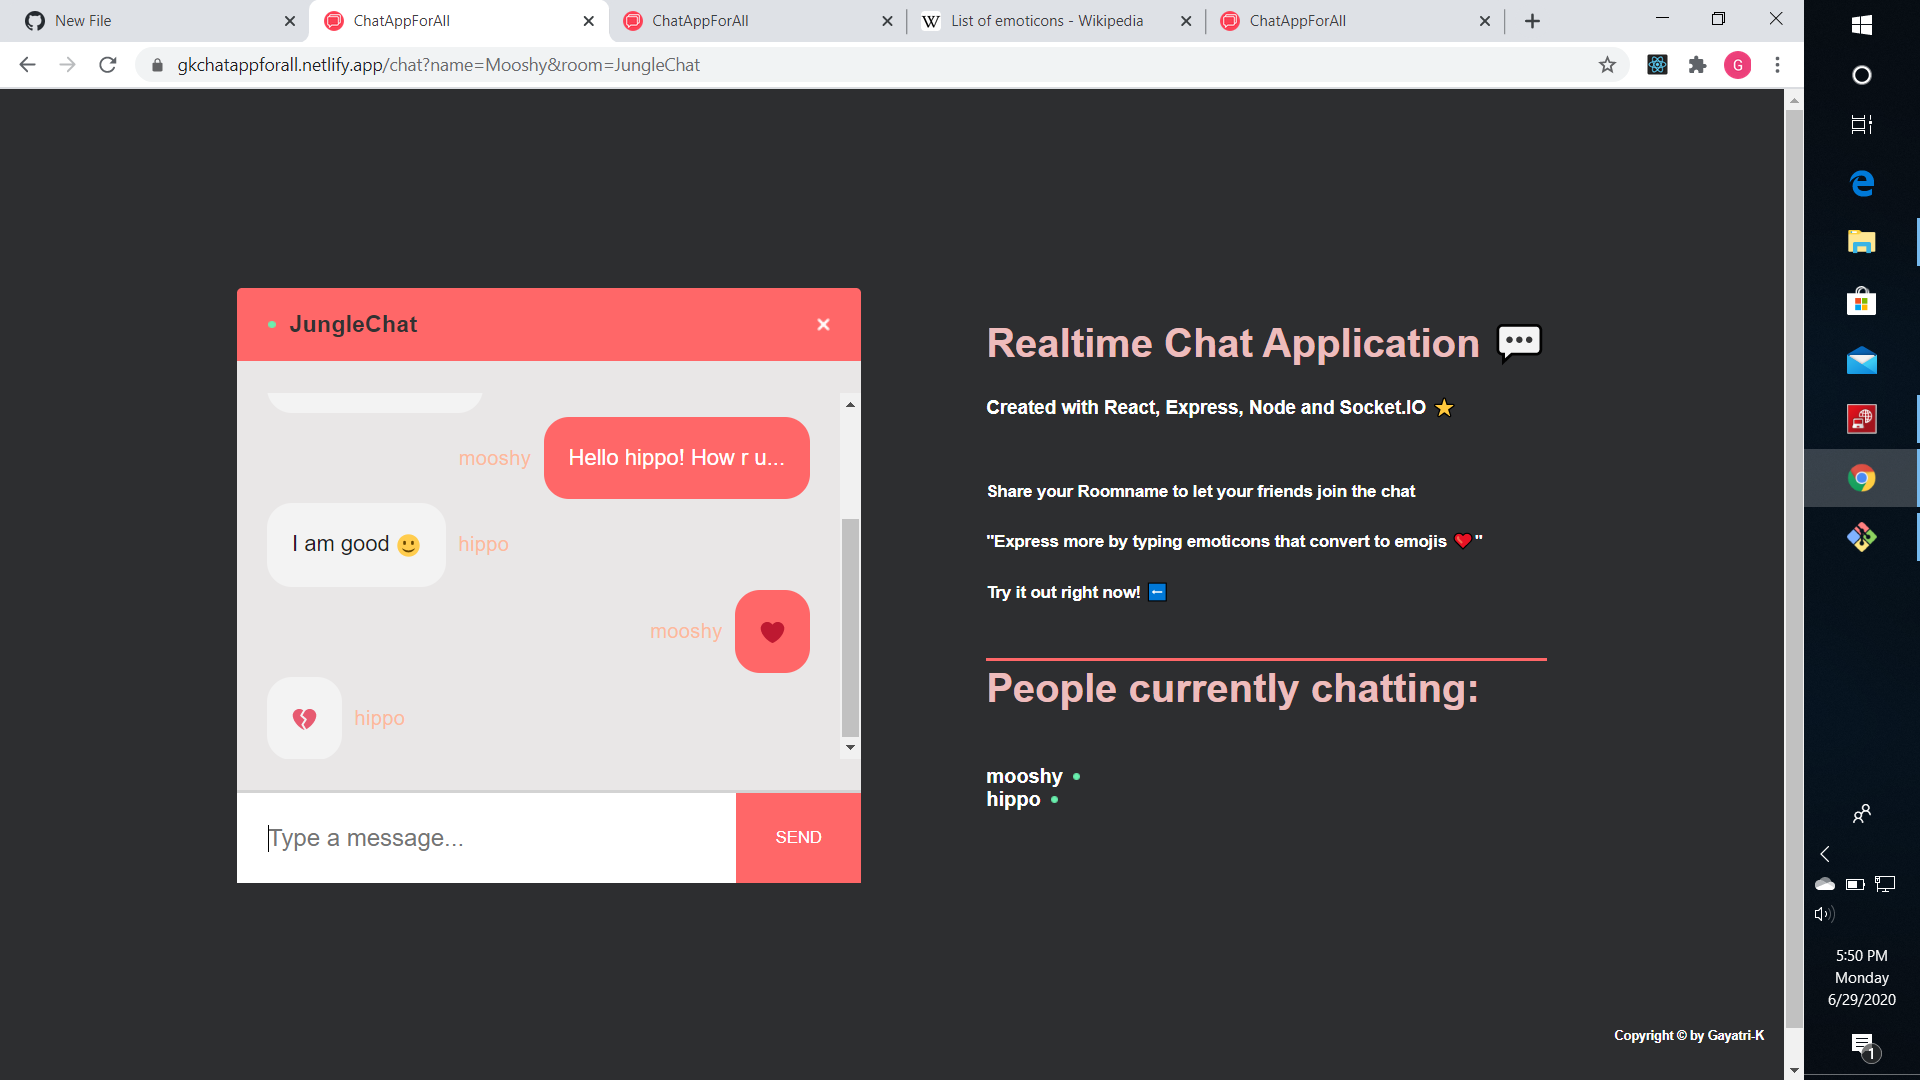 New File
ChatAppForAll
ChatAppForAll
List of emoticons - Wikipedia
ChatAppForAll
gkchatappforall.netlify.app/chat?name=Mooshy&room=JungleChat
G
JungleChat
mooshy
Hello hippo! How r u...
I am good 🙂
hippo
mooshy
❤
💔
hippo
Type a message...
SEND
Realtime Chat Application 💬
Created with React, Express, Node and Socket.IO ⭐
Share your Roomname to let your friends join the chat
"Express more by typing emoticons that convert to emojis ❤️"
Try it out right now! ⬅️
People currently chatting:
mooshy
hippo
Copyright © by Gayatri-K
5:50 PM
Monday
6/29/2020
1